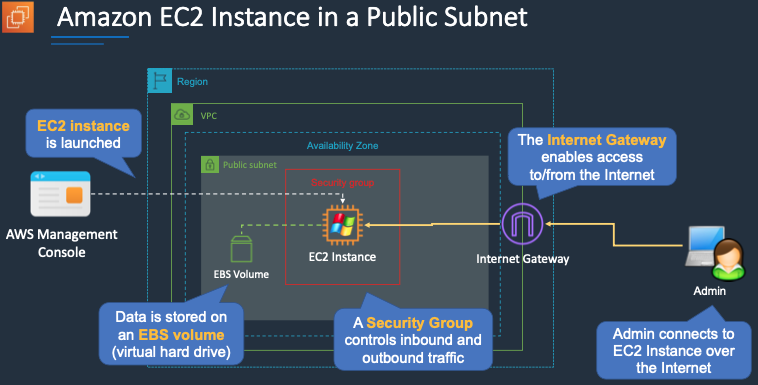 Amazon EC2 Instance in a Public Subnet
Region
VPC
EC2 instance
is launched
Availability Zone
The Internet Gateway
enables access
to/from the Internet
Public subnet
Security group
AWS Management
Console
EC2 Instance
EBS Volume
Internet Gateway
Admin
Data is stored on
an EBS volume
(virtual hard drive)
A Security Group
controls inbound and
outbound traffic
Admin connects to
EC2 Instance over
the Internet